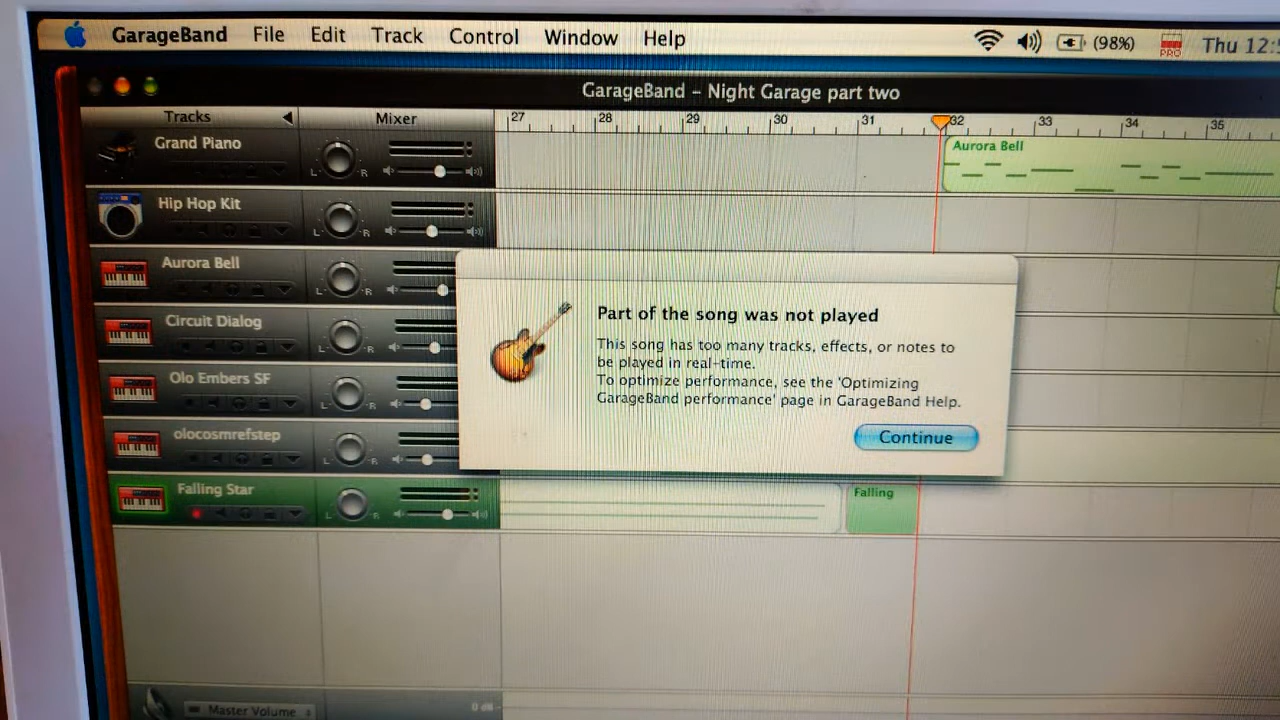 GarageBand File Edit Track Control Window Help (98%) PRO Thu 12:
GarageBand – Night Garage part two
Tracks Mixer 27 28 29 30 31 32 33 34 35
Grand Piano
L R
Aurora Bell
Hip Hop Kit
L R
Aurora Bell
L R
Circuit Dialog
L R
Olo Embers SF
L R
olocosmrefstep
L R
Falling Star
L R
Falling
Part of the song was not played
This song has too many tracks, effects, or notes to
be played in real-time.
To optimize performance, see the 'Optimizing
GarageBand performance' page in GarageBand Help.
Continue
Master Volume
0 dB